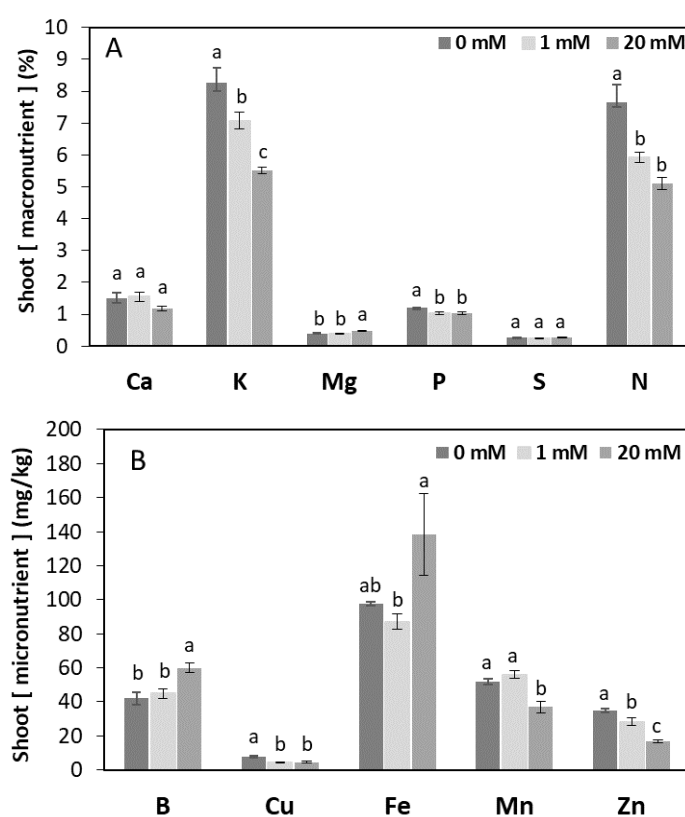 A
0 mM 1 mM 20 mM
Shoot [ macronutrient ] (%)
10
9
8
7
6
5
4
3
2
1
0
a a a
a b c
b b a
a b b
a a a
a b b
Ca K Mg P S N
B
0 mM 1 mM 20 mM
Shoot [ micronutrient ] (mg/kg)
200
180
160
140
120
100
80
60
40
20
0
b b a
a b b
ab b a
a a b
a b c
B Cu Fe Mn Zn